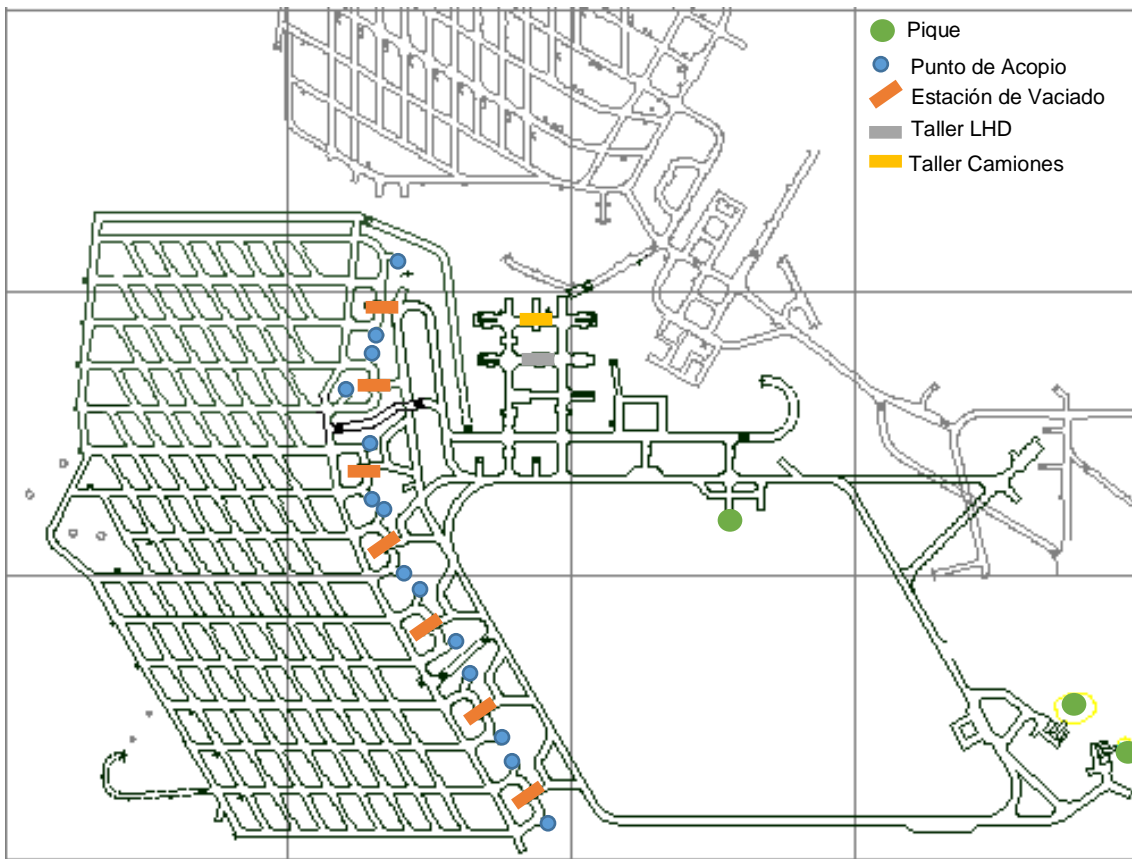 Pique
Punto de Acopio
Estación de Vaciado
Taller LHD
Taller Camiones